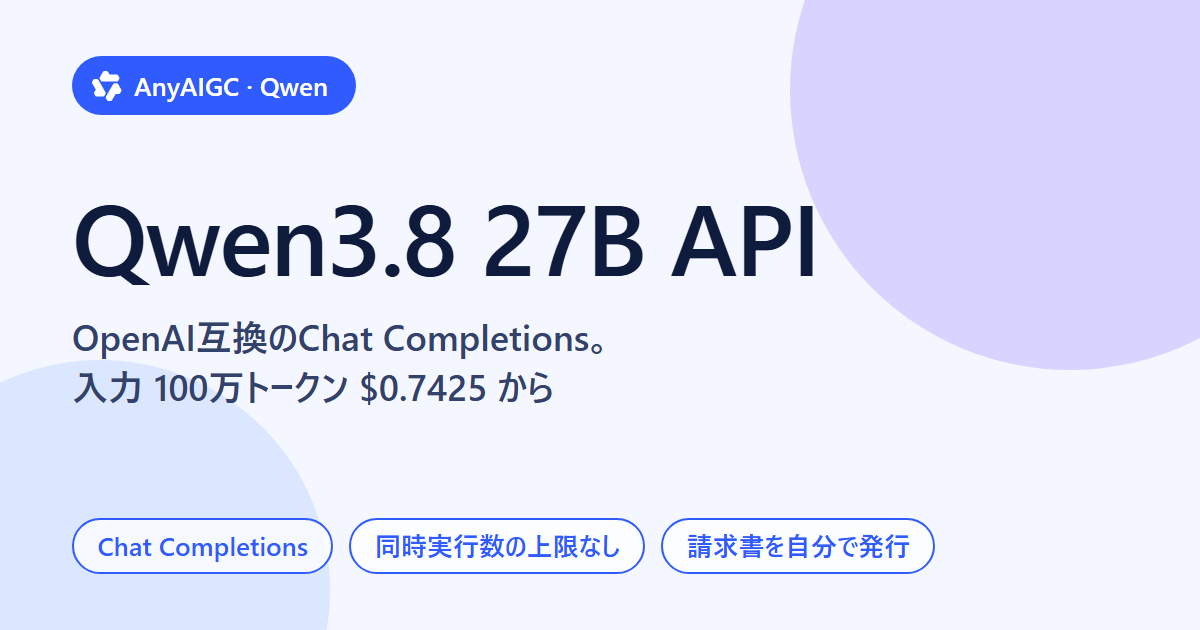 AnyAIGC · Qwen
Qwen3.8 27B API
OpenAI互換のChat Completions。
入力 100万トークン $0.7425 から
Chat Completions
同時実行数の上限なし
請求書を自分で発行